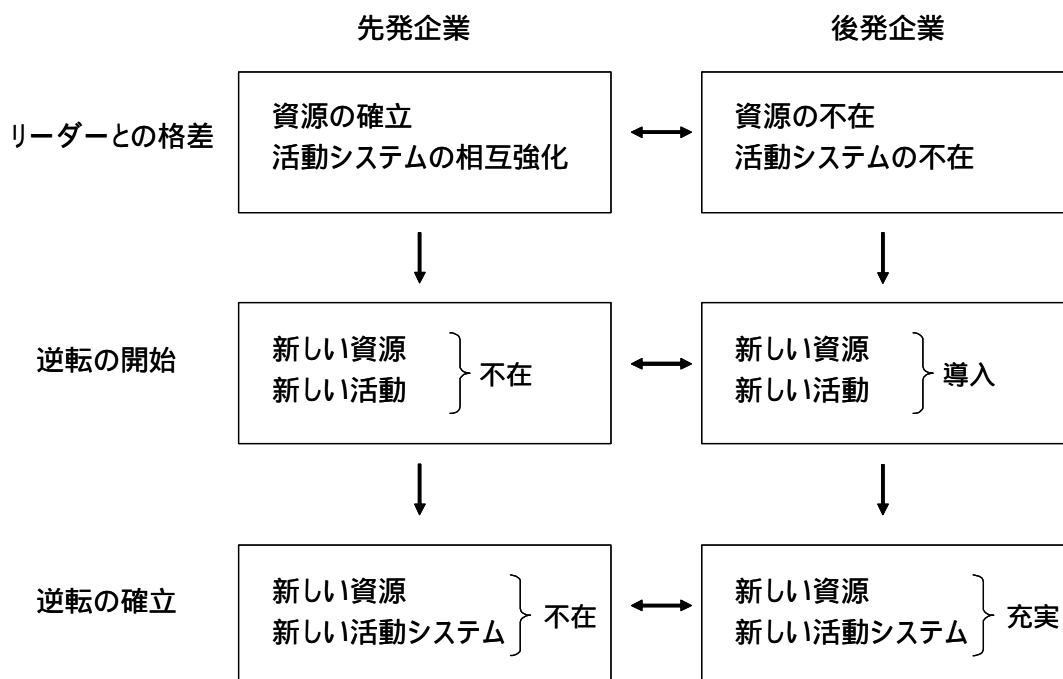 先発企業
後発企業
リーダーとの格差
資源の確立
活動システムの相互強化
資源の不在
活動システムの不在
逆転の開始
新しい資源
新しい活動
不在
新しい資源
新しい活動
導入
逆転の確立
新しい資源
新しい活動システム
不在
新しい資源
新しい活動システム
充実